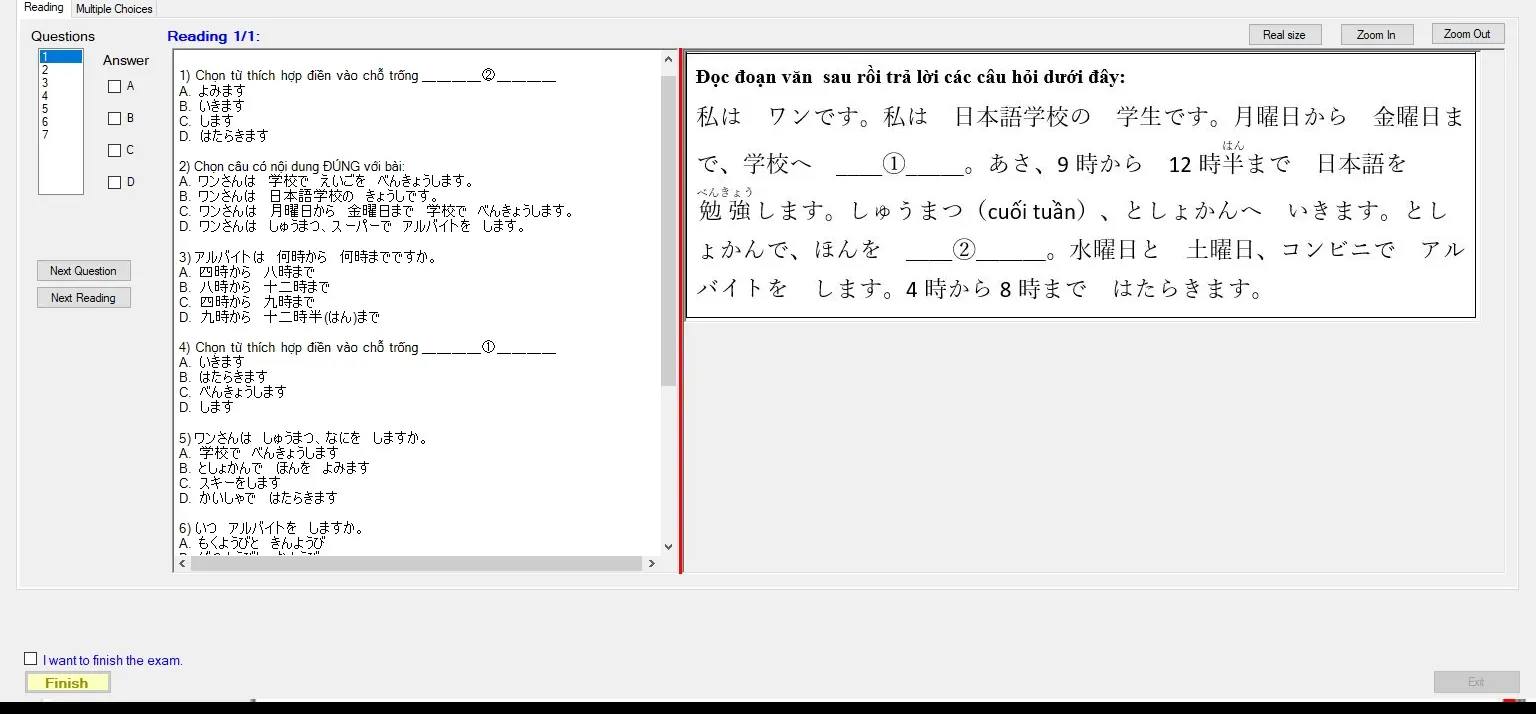 Reading
Multiple Choices
Questions
Reading 1/1:
Real size
Zoom In
Zoom Out
1
2
3
4
5
6
7
Answer
A
B
C
D
Next Question
Next Reading
1) Chọn từ thích hợp điền vào chỗ trống ________②________
A. よみます
B. いきます
C. します
D. はたらきます
2) Chọn câu có nội dung ĐÚNG với bài:
A. ワンさんは　学校で　えいごを　べんきょうします。
B. ワンさんは　日本語学校の　きょうしです。
C. ワンさんは　月曜日から　金曜日まで　学校で　べんきょうします。
D. ワンさんは　しゅうまつ、スーパーで　アルバイトを　します。
3) アルバイトは　何時から　何時までですか。
A. 四時から　八時まで
B. 八時から　十二時まで
C. 四時から　九時まで
D. 九時から　十二時半(はん)まで
4) Chọn từ thích hợp điền vào chỗ trống ________①________
A. いきます
B. はたらきます
C. べんきょうします
D. します
5) ワンさんは　しゅうまつ、なにを　しますか。
A. 学校で　べんきょうします
B. としょかんで　ほんを　よみます
C. スキーをします
D. かいしゃで　はたらきます
6) いつ　アルバイトを　しますか。
A. もくようびと　きんようび
Đọc đoạn văn sau rồi trả lời các câu hỏi dưới đây:
私は　ワンです。私は　日本語学校の　学生です。月曜日から　金曜日ま
はん
で、学校へ　____①_____。あさ、9時から　12時半まで　日本語を
べんきょう
勉強します。しゅうまつ（cuối tuần）、としょかんへ　いきます。とし
ょかんで、ほんを　____②______。水曜日と　土曜日、コンビニで　アル
バイトを　します。4時から8時まで　はたらきます。
I want to finish the exam.
Finish
Exit